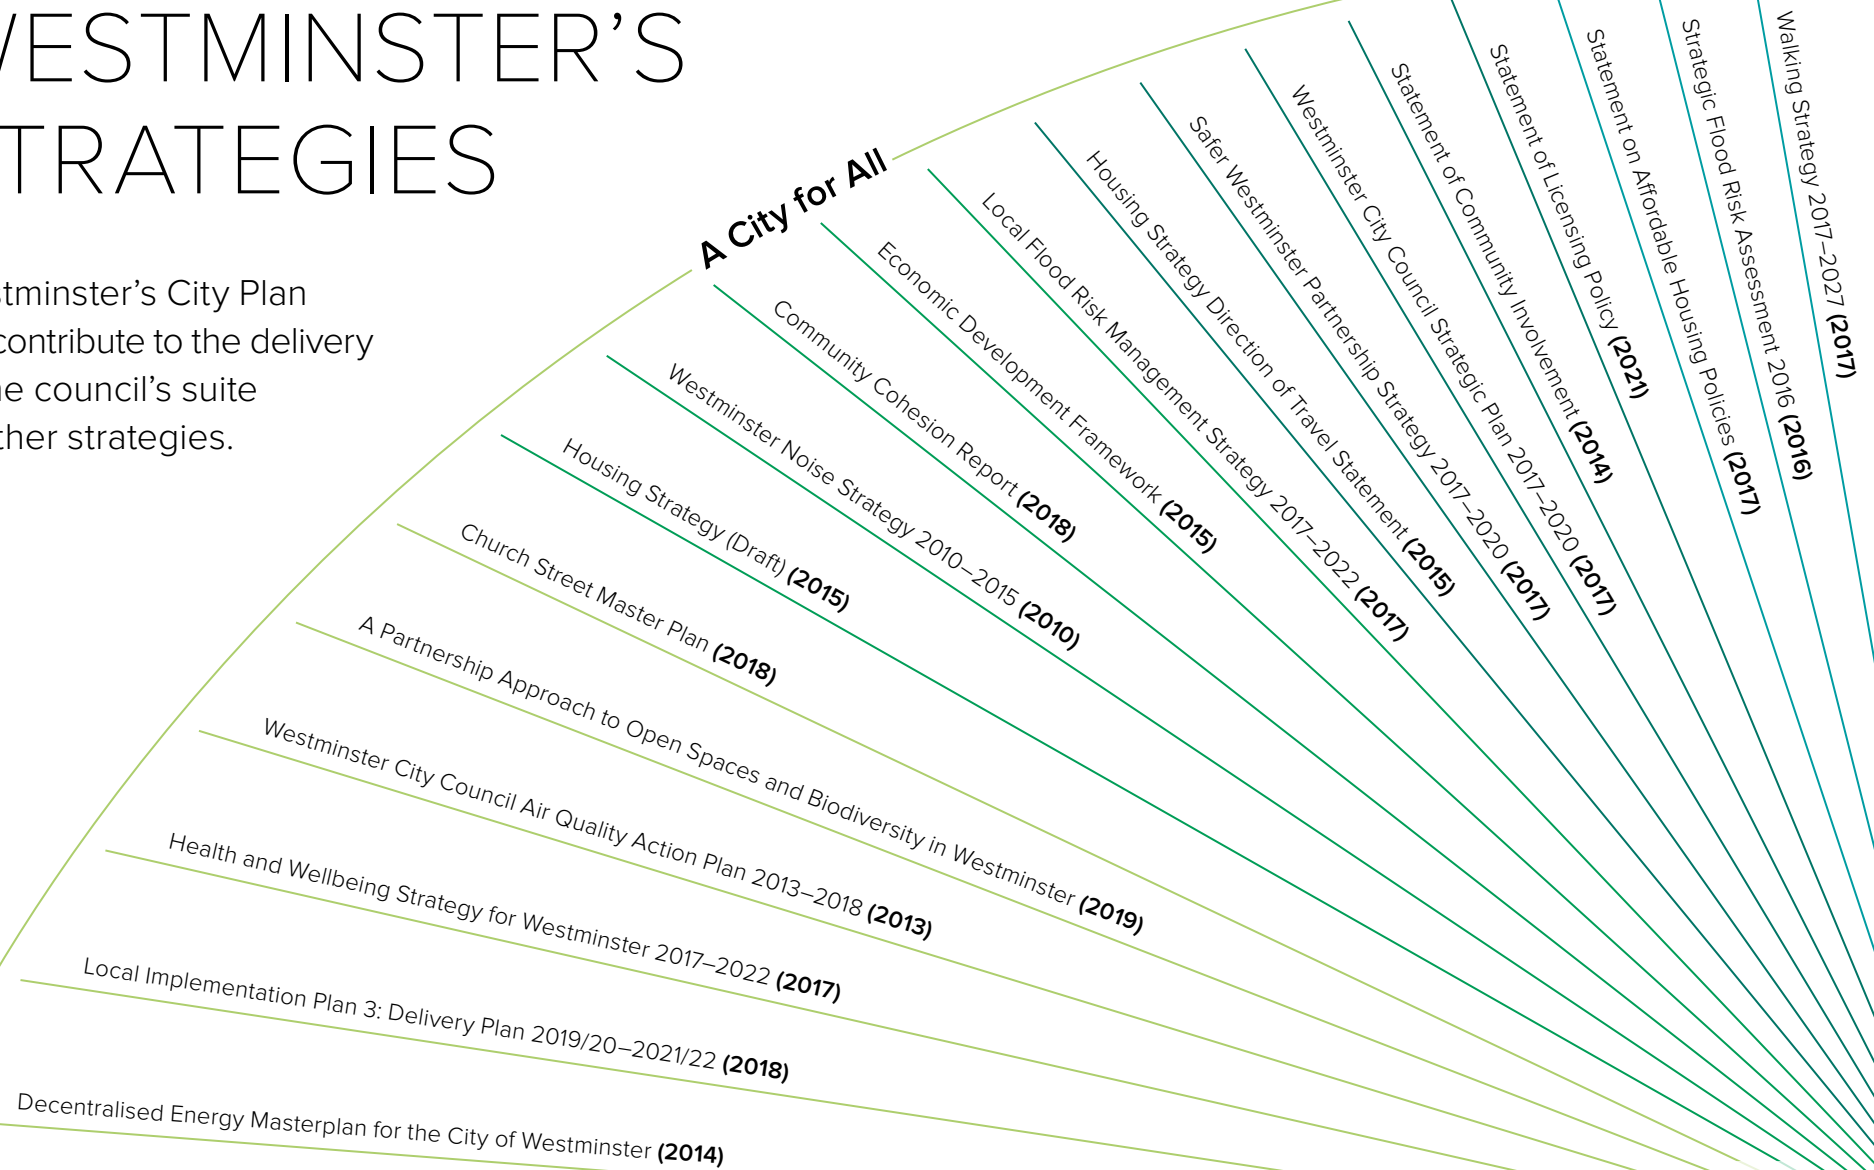 WESTMINSTER’S
TRATEGIES
stminster’s City Plan
contribute to the delivery
ne council’s suite
ther strategies.
A City for All
Decentralised Energy Masterplan for the City of Westminster (2014)
Local Implementation Plan 3: Delivery Plan 2019/20–2021/22 (2018)
Health and Wellbeing Strategy for Westminster 2017–2022 (2017)
Westminster City Council Air Quality Action Plan 2013–2018 (2013)
A Partnership Approach to Open Spaces and Biodiversity in Westminster (2019)
Church Street Master Plan (2018)
Housing Strategy (Draft) (2015)
Westminster Noise Strategy 2010–2015 (2010)
Community Cohesion Report (2018)
Economic Development Framework (2015)
Local Flood Risk Management Strategy 2017–2022 (2017)
Housing Strategy Direction of Travel Statement (2015)
Safer Westminster Partnership Strategy 2017–2020 (2017)
Westminster City Council Strategic Plan 2017–2020 (2017)
Statement of Community Involvement (2014)
Statement of Licensing Policy (2021)
Statement on Affordable Housing Policies (2017)
Strategic Flood Risk Assessment 2016 (2016)
Walking Strategy 2017–2027 (2017)